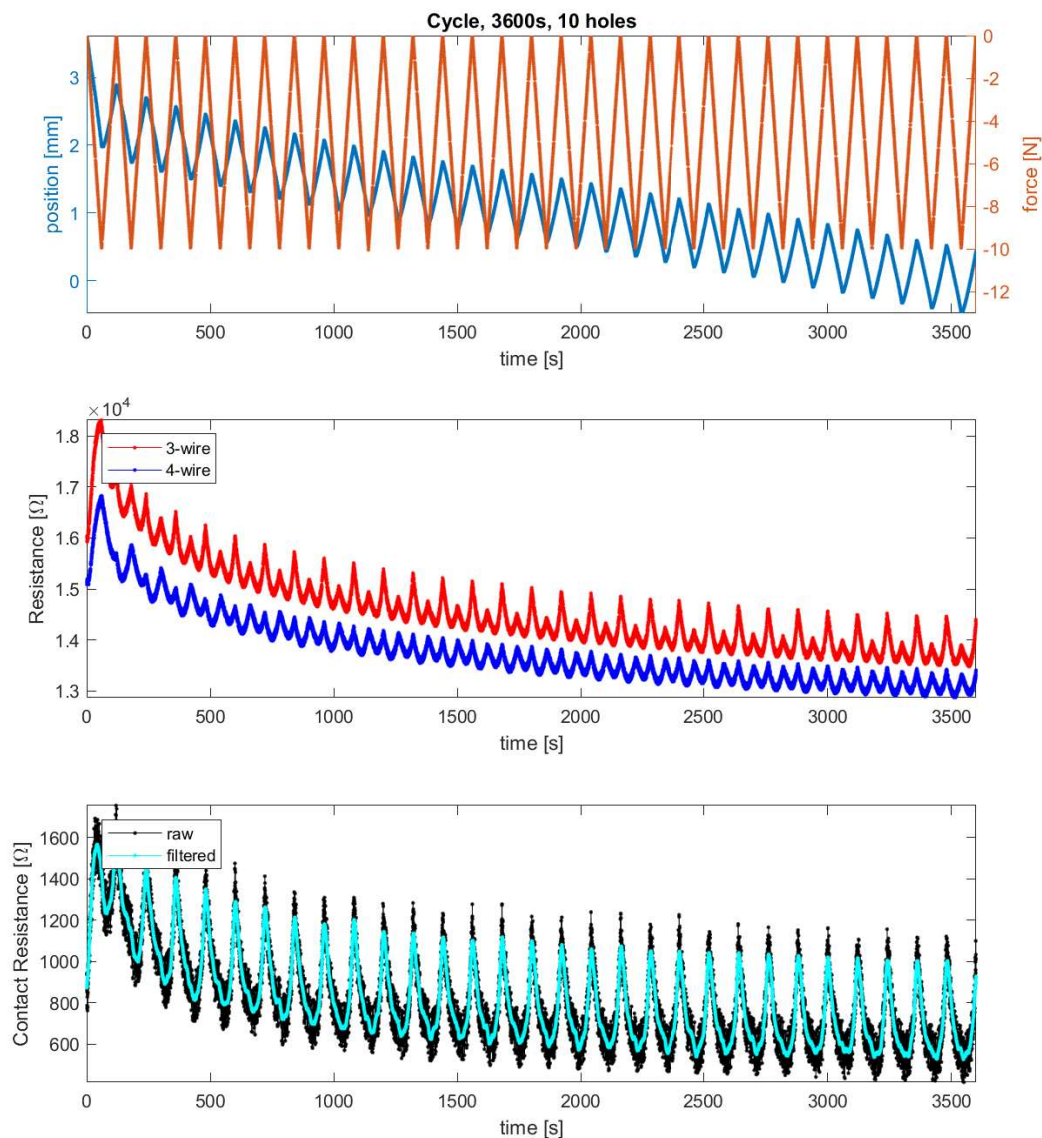 Cycle, 3600s, 10 holes
position [mm]
3
2
1
0
force [N]
0
-2
-4
-6
-8
-10
-12
0 500 1000 1500 2000 2500 3000 3500
time [s]
×10⁴
Resistance [Ω]
1.8
1.7
1.6
1.5
1.4
1.3
3-wire
4-wire
0 500 1000 1500 2000 2500 3000 3500
time [s]
Contact Resistance [Ω]
1600
1400
1200
1000
800
600
raw
filtered
0 500 1000 1500 2000 2500 3000 3500
time [s]